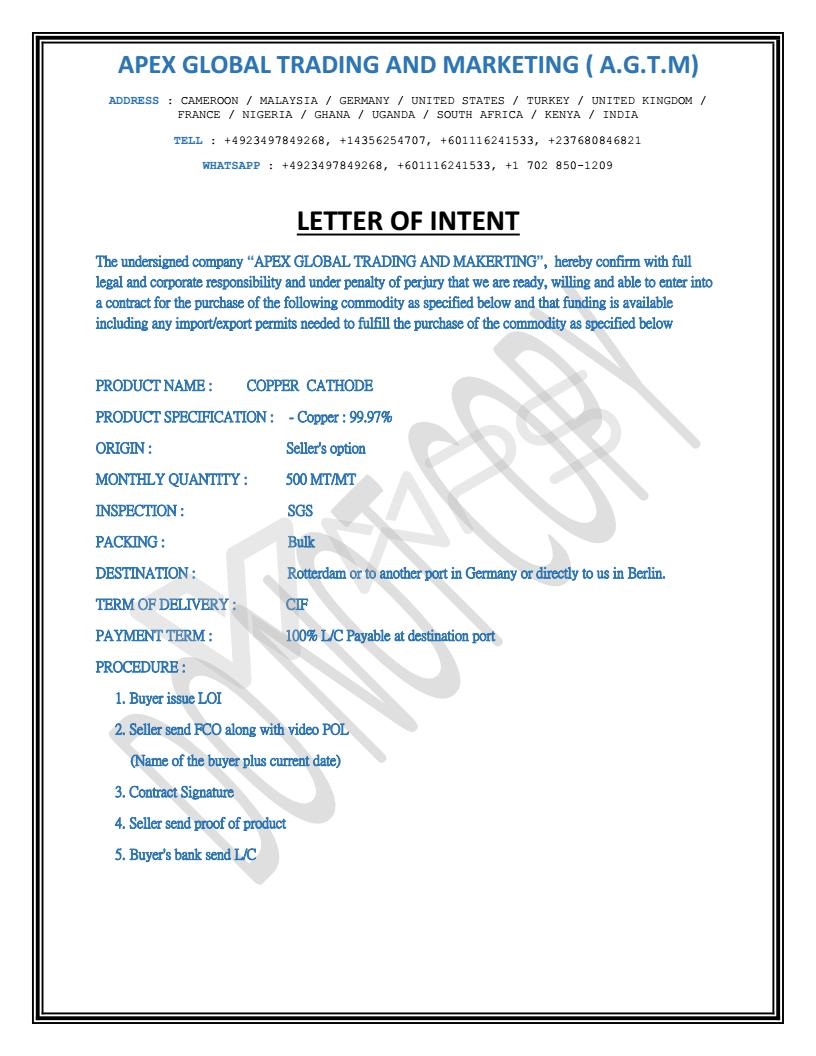 APEX GLOBAL TRADING AND MARKETING ( A.G.T.M)
ADDRESS : CAMEROON / MALAYSIA / GERMANY / UNITED STATES / TURKEY / UNITED KINGDOM /
FRANCE / NIGERIA / GHANA / UGANDA / SOUTH AFRICA / KENYA / INDIA
TELL : +4923497849268, +14356254707, +601116241533, +237680846821
WHATSAPP : +4923497849268, +601116241533, +1 702 850-1209
LETTER OF INTENT
The undersigned company “APEX GLOBAL TRADING AND MAKERTING”, hereby confirm with full
legal and corporate responsibility and under penalty of perjury that we are ready, willing and able to enter into
a contract for the purchase of the following commodity as specified below and that funding is available
including any import/export permits needed to fulfill the purchase of the commodity as specified below
PRODUCT NAME : COPPER CATHODE
PRODUCT SPECIFICATION : - Copper : 99.97%
ORIGIN : Seller's option
MONTHLY QUANTITY : 500 MT/MT
INSPECTION : SGS
PACKING : Bulk
DESTINATION : Rotterdam or to another port in Germany or directly to us in Berlin.
TERM OF DELIVERY : CIF
PAYMENT TERM : 100% L/C Payable at destination port
PROCEDURE :
1. Buyer issue LOI
2. Seller send FCO along with video POL
(Name of the buyer plus current date)
3. Contract Signature
4. Seller send proof of product
5. Buyer's bank send L/C
DO NOT COPY